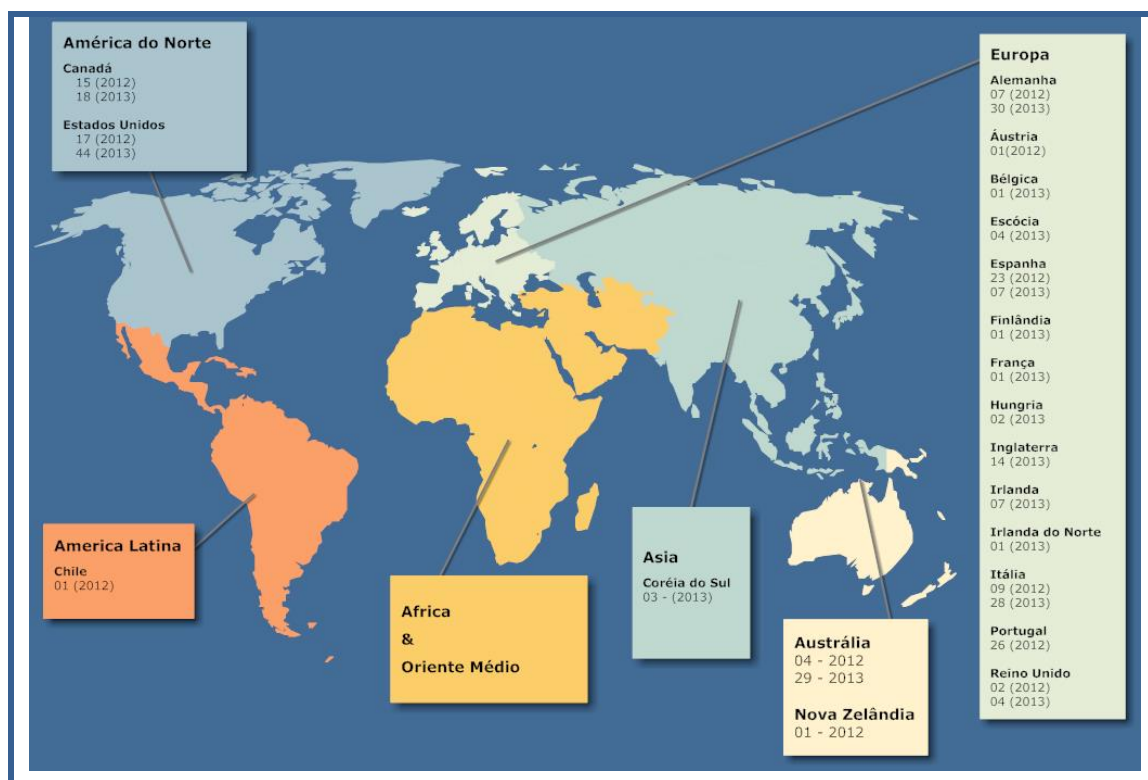 América do Norte
Canadá
15 (2012)
18 (2013)
Estados Unidos
17 (2012)
44 (2013)
America Latina
Chile
01 (2012)
Africa
&
Oriente Médio
Asia
Coréia do Sul
03 - (2013)
Austrália
04 - 2012
29 - 2013
Nova Zelândia
01 - 2012
Europa
Alemanha
07 (2012)
30 (2013)
Áustria
01(2012)
Bélgica
01 (2013)
Escócia
04 (2013)
Espanha
23 (2012)
07 (2013)
Finlândia
01 (2013)
França
01 (2013)
Hungria
02 (2013
Inglaterra
14 (2013)
Irlanda
07 (2013)
Irlanda do Norte
01 (2013)
Itália
09 (2012)
28 (2013)
Portugal
26 (2012)
Reino Unido
02 (2012)
04 (2013)